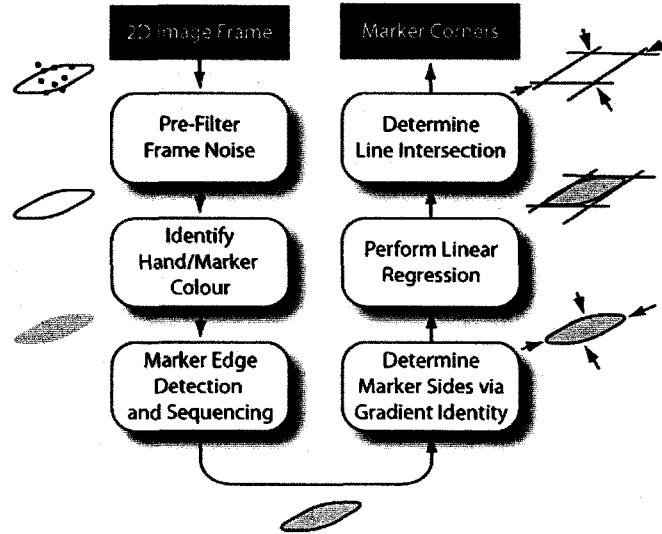 2D Image Frame
Pre-Filter
Frame Noise
Identify
Hand/Marker
Colour
Marker Edge
Detection
and Sequencing
Marker Corners
Determine
Line Intersection
Perform Linear
Regression
Determine
Marker Sides via
Gradient Identity